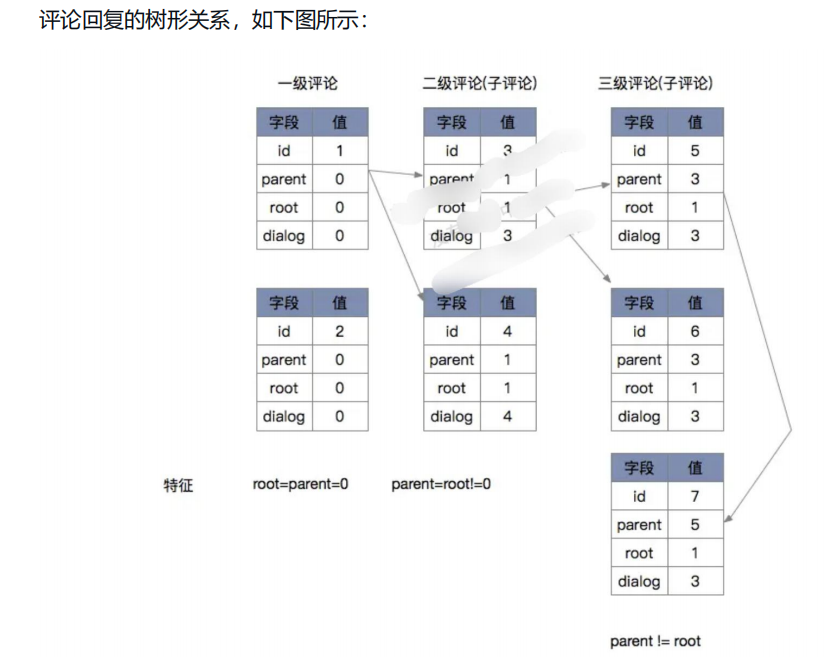 评论回复的树形关系，如下图所示：
一级评论
字段 值
id 1
parent 0
root 0
dialog 0
字段 值
id 2
parent 0
root 0
dialog 0
二级评论(子评论)
字段 值
id 3
parent 1
root 1
dialog 3
字段 值
id 4
parent 1
root 1
dialog 4
三级评论(子评论)
字段 值
id 5
parent 3
root 1
dialog 3
字段 值
id 6
parent 3
root 1
dialog 3
字段 值
id 7
parent 5
root 1
dialog 3
特征
root=parent=0
parent=root!=0
parent != root